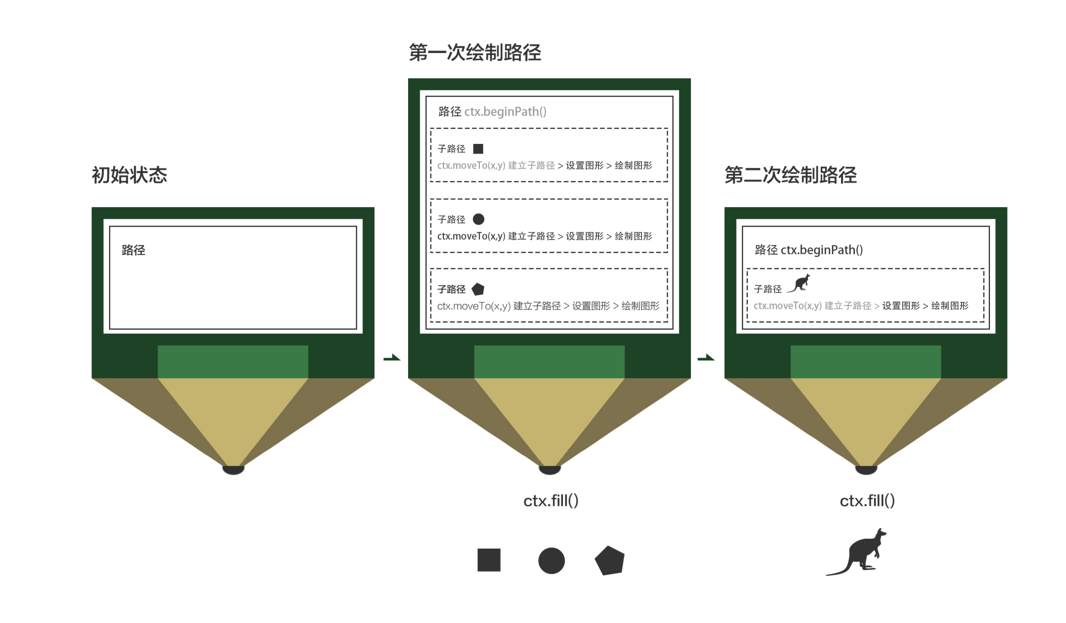 初始状态
路径
第一次绘制路径
路径 ctx.beginPath()
子路径
ctx.moveTo(x,y) 建立子路径 > 设置图形 > 绘制图形
子路径
ctx.moveTo(x,y) 建立子路径 > 设置图形 > 绘制图形
子路径
ctx.moveTo(x,y) 建立子路径 > 设置图形 > 绘制图形
ctx.fill()
第二次绘制路径
路径 ctx.beginPath()
子路径
ctx.moveTo(x,y) 建立子路径 > 设置图形 > 绘制图形
ctx.fill()